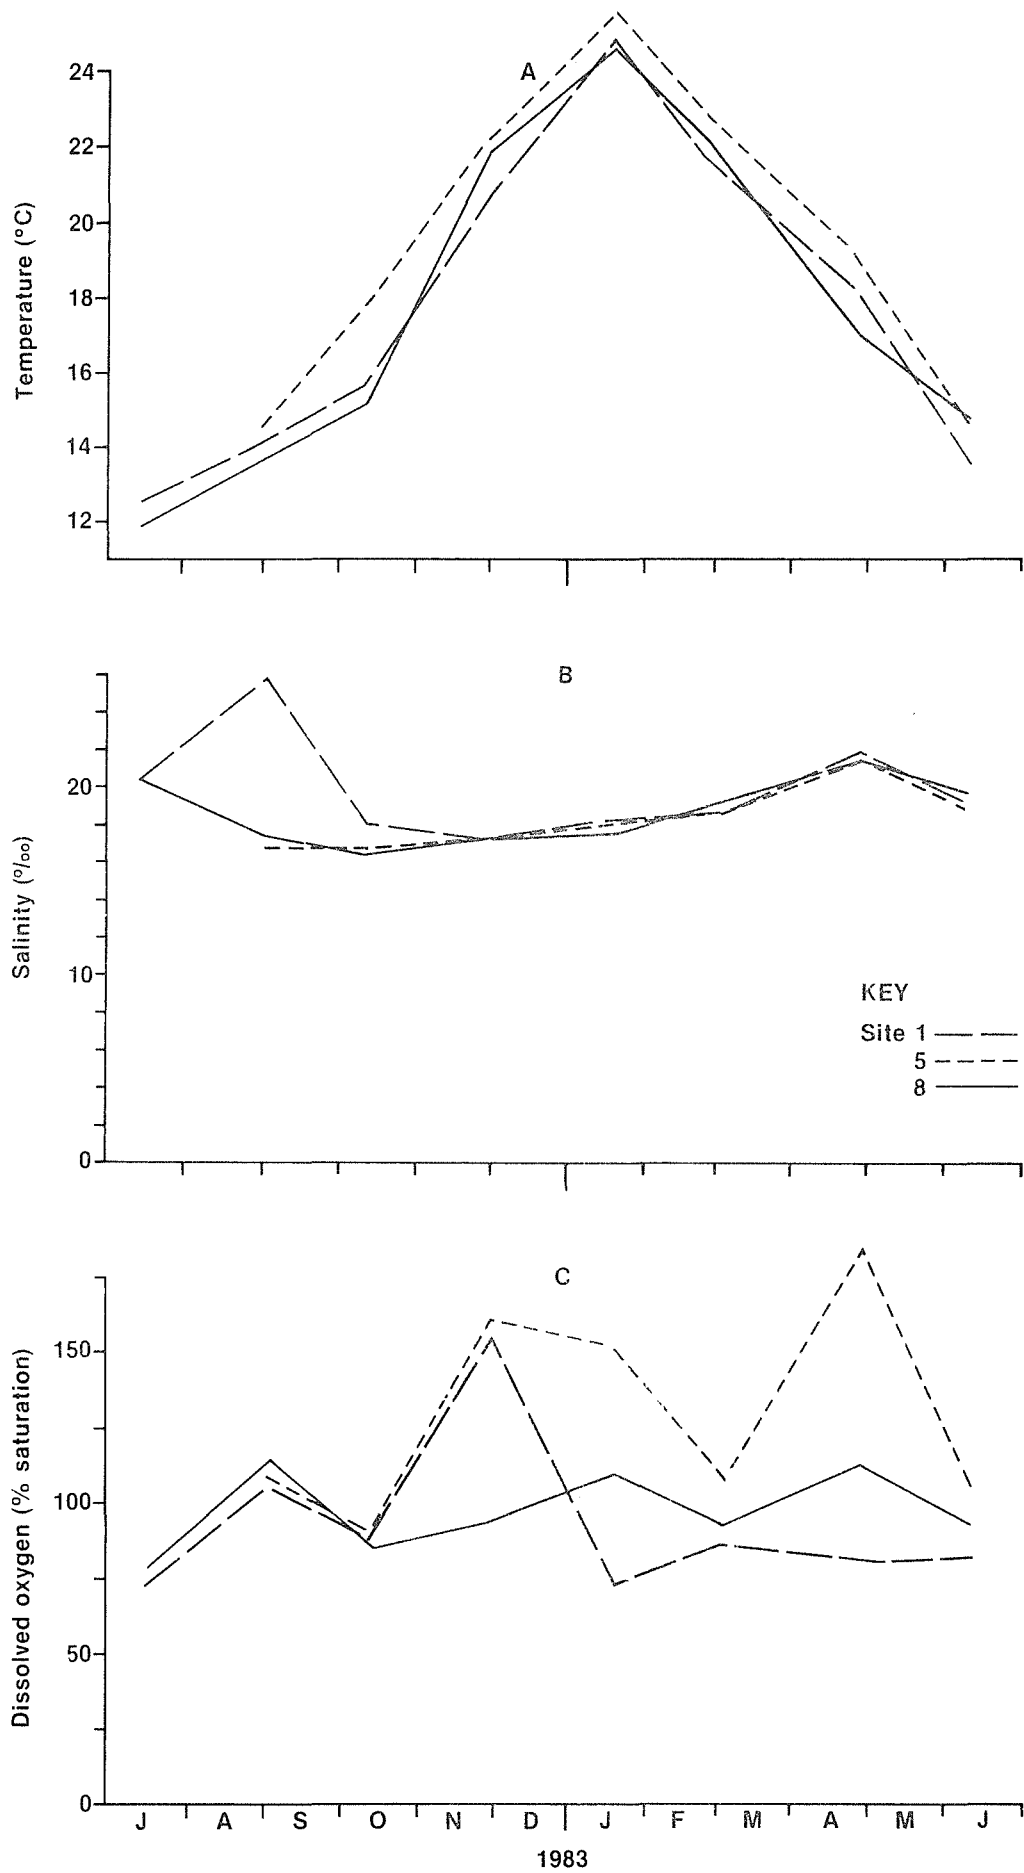 A
24
22
20
18
16
14
12
Temperature (°C)
B
20
10
0
Salinity (‰)
KEY
Site 1
5
8
C
150
100
50
0
Dissolved oxygen (% saturation)
J A S O N D J F M A M J
1983